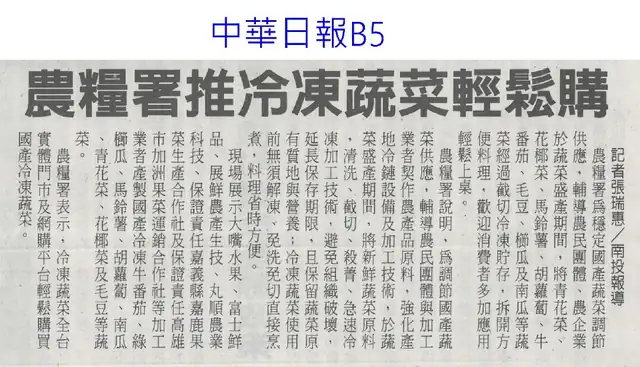 中華日報B5
農糧署推冷凍蔬菜輕鬆購
記者張瑞惠／南投報導
農糧署為穩定國產蔬菜調節
供應，輔導農民團體、農企業
於蔬菜盛產期間，將青花菜、
花椰菜、馬鈴薯、胡蘿蔔、牛
番茄、毛豆、櫛瓜及南瓜等蔬
菜經過截切冷凍貯存，拆開方
便料理，歡迎消費者多加應用
輕鬆上桌。
農糧署說明，為調節國產蔬
菜供應，輔導農民團體與加工
業者契作農產品原料，強化產
地冷鏈設備及加工技術，於蔬
菜盛產期間，將新鮮蔬菜原料
，清洗、截切、殺菁、急速冷
凍加工技術，避免組織破壞，
延長保存期限，且保留蔬菜原
有質地與營養；冷凍蔬菜使用
前無須解凍、免洗免切直接烹
煮，料理省時方便。
現場展示大嘴水果、富士鮮
品、展鮮農產生技、丸順農業
科技、保證責任嘉義縣嘉鹿果
菜生產合作社及保證責任高雄
市加洲果菜運銷合作社等加工
業者產製國產冷凍牛番茄、綠
櫛瓜、馬鈴薯、胡蘿蔔、南瓜
、青花菜、花椰菜及毛豆等蔬
菜。
農糧署表示，冷凍蔬菜全台
實體門市及網購平台輕鬆購買
國產冷凍蔬菜。